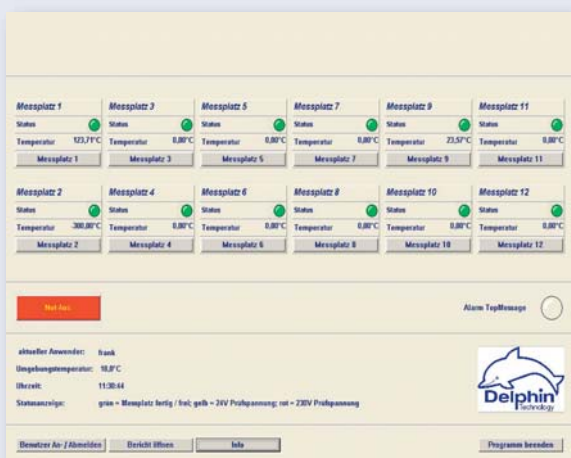 Messplatz 1 Messplatz 3 Messplatz 5 Messplatz 7 Messplatz 9 Messplatz 11
Status Status Status Status Status Status
Temperatur 123,71°C Temperatur 0,00°C Temperatur 0,00°C Temperatur 0,00°C Temperatur 23,57°C Temperatur 0,00°C
Messplatz 1 Messplatz 3 Messplatz 5 Messplatz 7 Messplatz 9 Messplatz 11
Messplatz 2 Messplatz 4 Messplatz 6 Messplatz 8 Messplatz 10 Messplatz 12
Status Status Status Status Status Status
Temperatur -300,00°C Temperatur 0,00°C Temperatur 0,00°C Temperatur 0,00°C Temperatur 0,00°C Temperatur 0,00°C
Messplatz 2 Messplatz 4 Messplatz 6 Messplatz 8 Messplatz 10 Messplatz 12
Not-Aus Alarm TopMessage
aktueller Anwender: frank
Umgebungstemperatur: 18,0°C
Uhrzeit: 11:30:44
Statusanzeige: grün = Messplatz fertig / frei; gelb = 24V Prüfspannung; rot = 230V Prüfspannung
Delphin
Technology
Benutzer An- / Abmelden Bericht öffnen Info Programm beenden